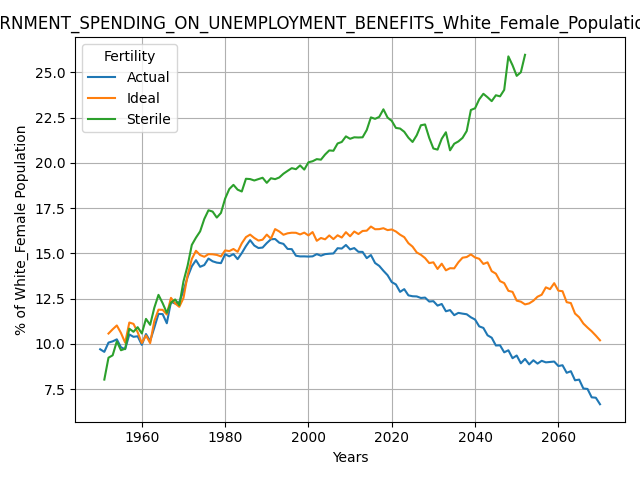 RNMENT_SPENDING_ON_UNEMPLOYMENT_BENEFITS_White_Female_Populatio
Fertility
Actual
Ideal
Sterile
% of White_Female Population
25.0
22.5
20.0
17.5
15.0
12.5
10.0
7.5
1960 1980 2000 2020 2040 2060
Years